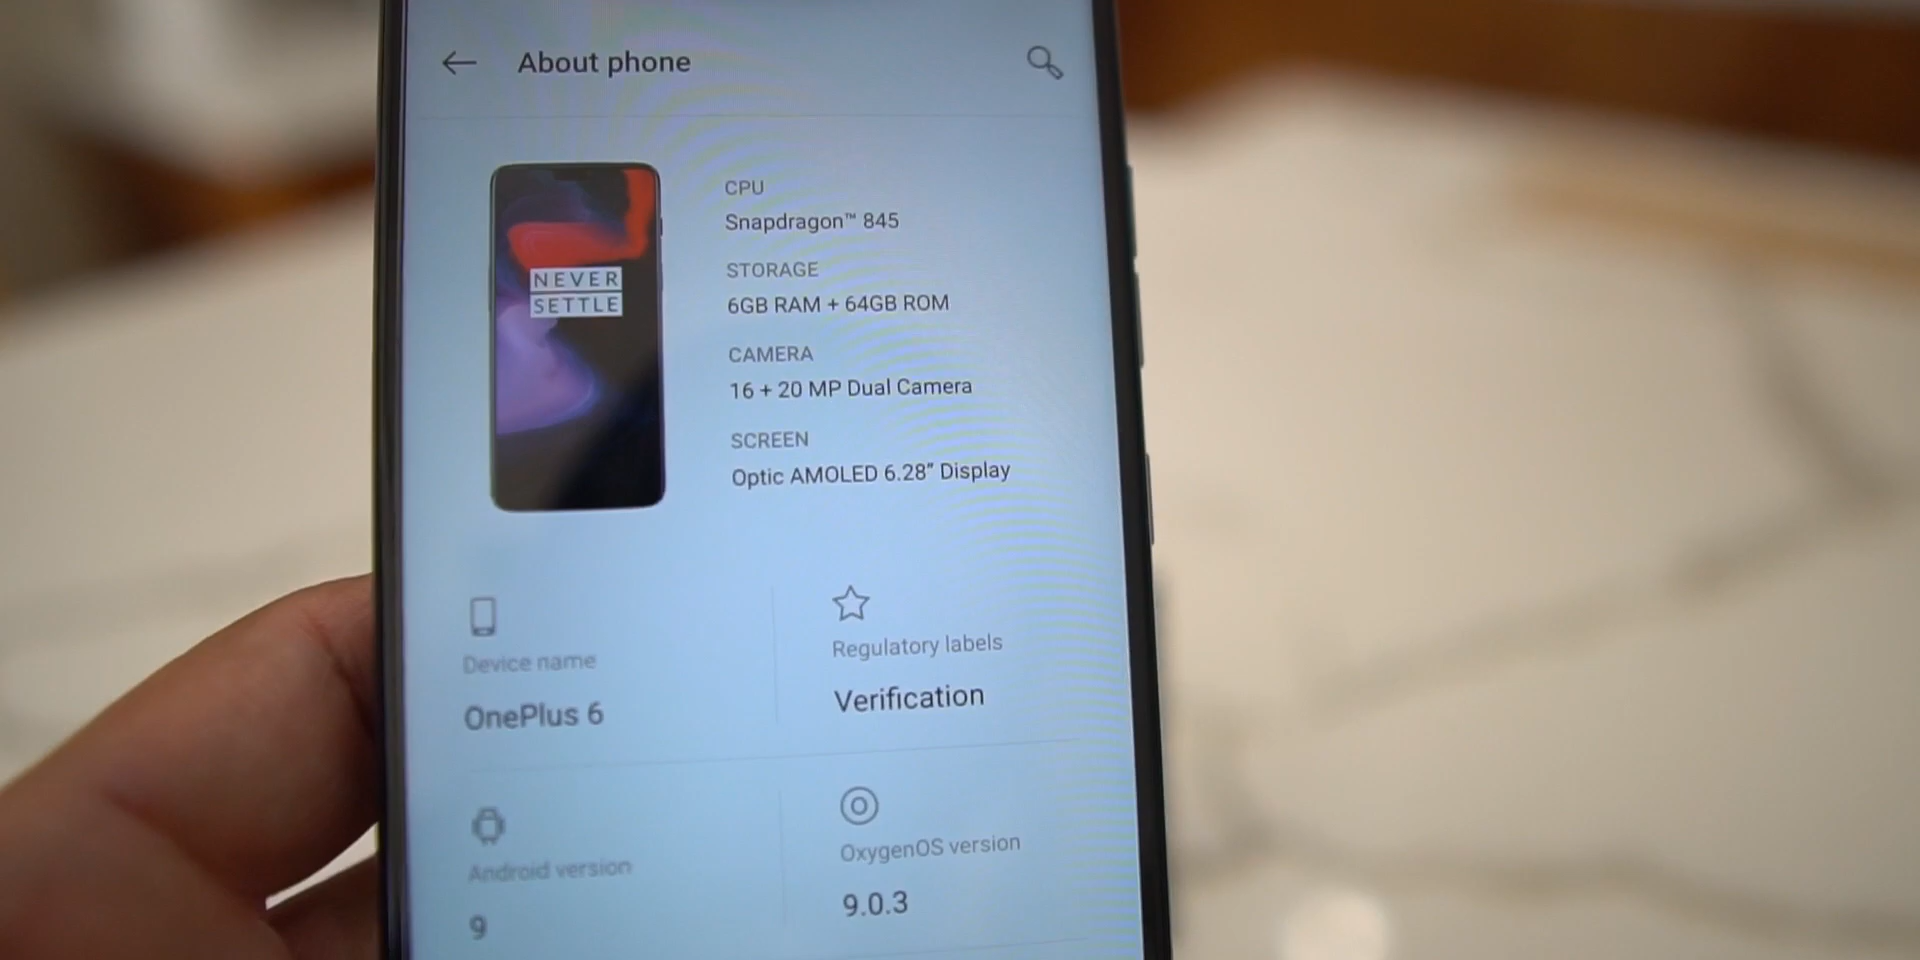 About phone
NEVER
SETTLE
CPU
Snapdragon™ 845
STORAGE
6GB RAM + 64GB ROM
CAMERA
16 + 20 MP Dual Camera
SCREEN
Optic AMOLED 6.28” Display
Device name
OnePlus 6
Regulatory labels
Verification
Android version
9
OxygenOS version
9.0.3